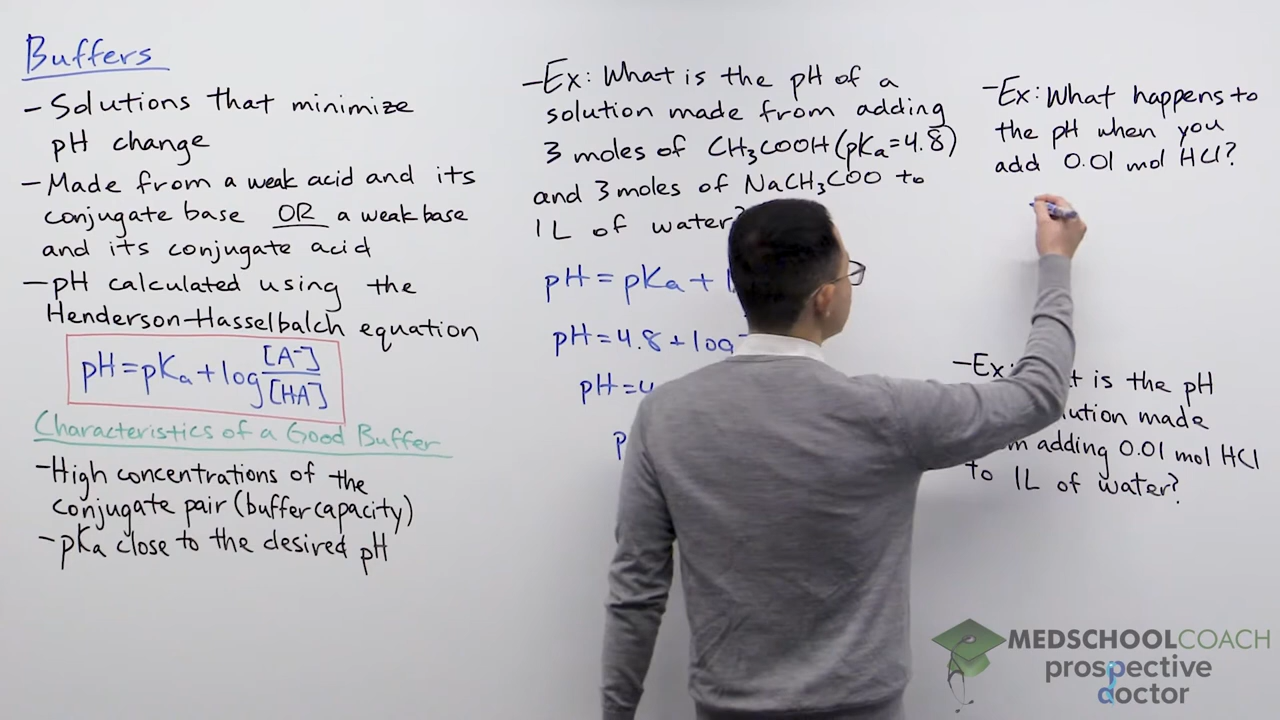 Buffers
- Solutions that minimize
pH change
- Made from a weak acid and its
conjugate base OR a weak base
and its conjugate acid
- pH calculated using the
Henderson-Hasselbalch equation
pH=pKa+log [A-]/[HA]
Characteristics of a Good Buffer
- High concentrations of the
conjugate pair (buffer capacity)
- pKa close to the desired pH
- Ex: What is the pH of a
solution made from adding
3 moles of CH3COOH (pKa=4.8)
and 3 moles of NaCH3COO to
1L of water?
pH = pKa +
pH=4.8+log
pH=4
p
- Ex: What happens to
the pH when you
add 0.01 mol HCl?
- Ex: is the pH
made
adding 0.01 mol HCl
to 1L of water?
MEDSCHOOLCOACH
prospective
doctor